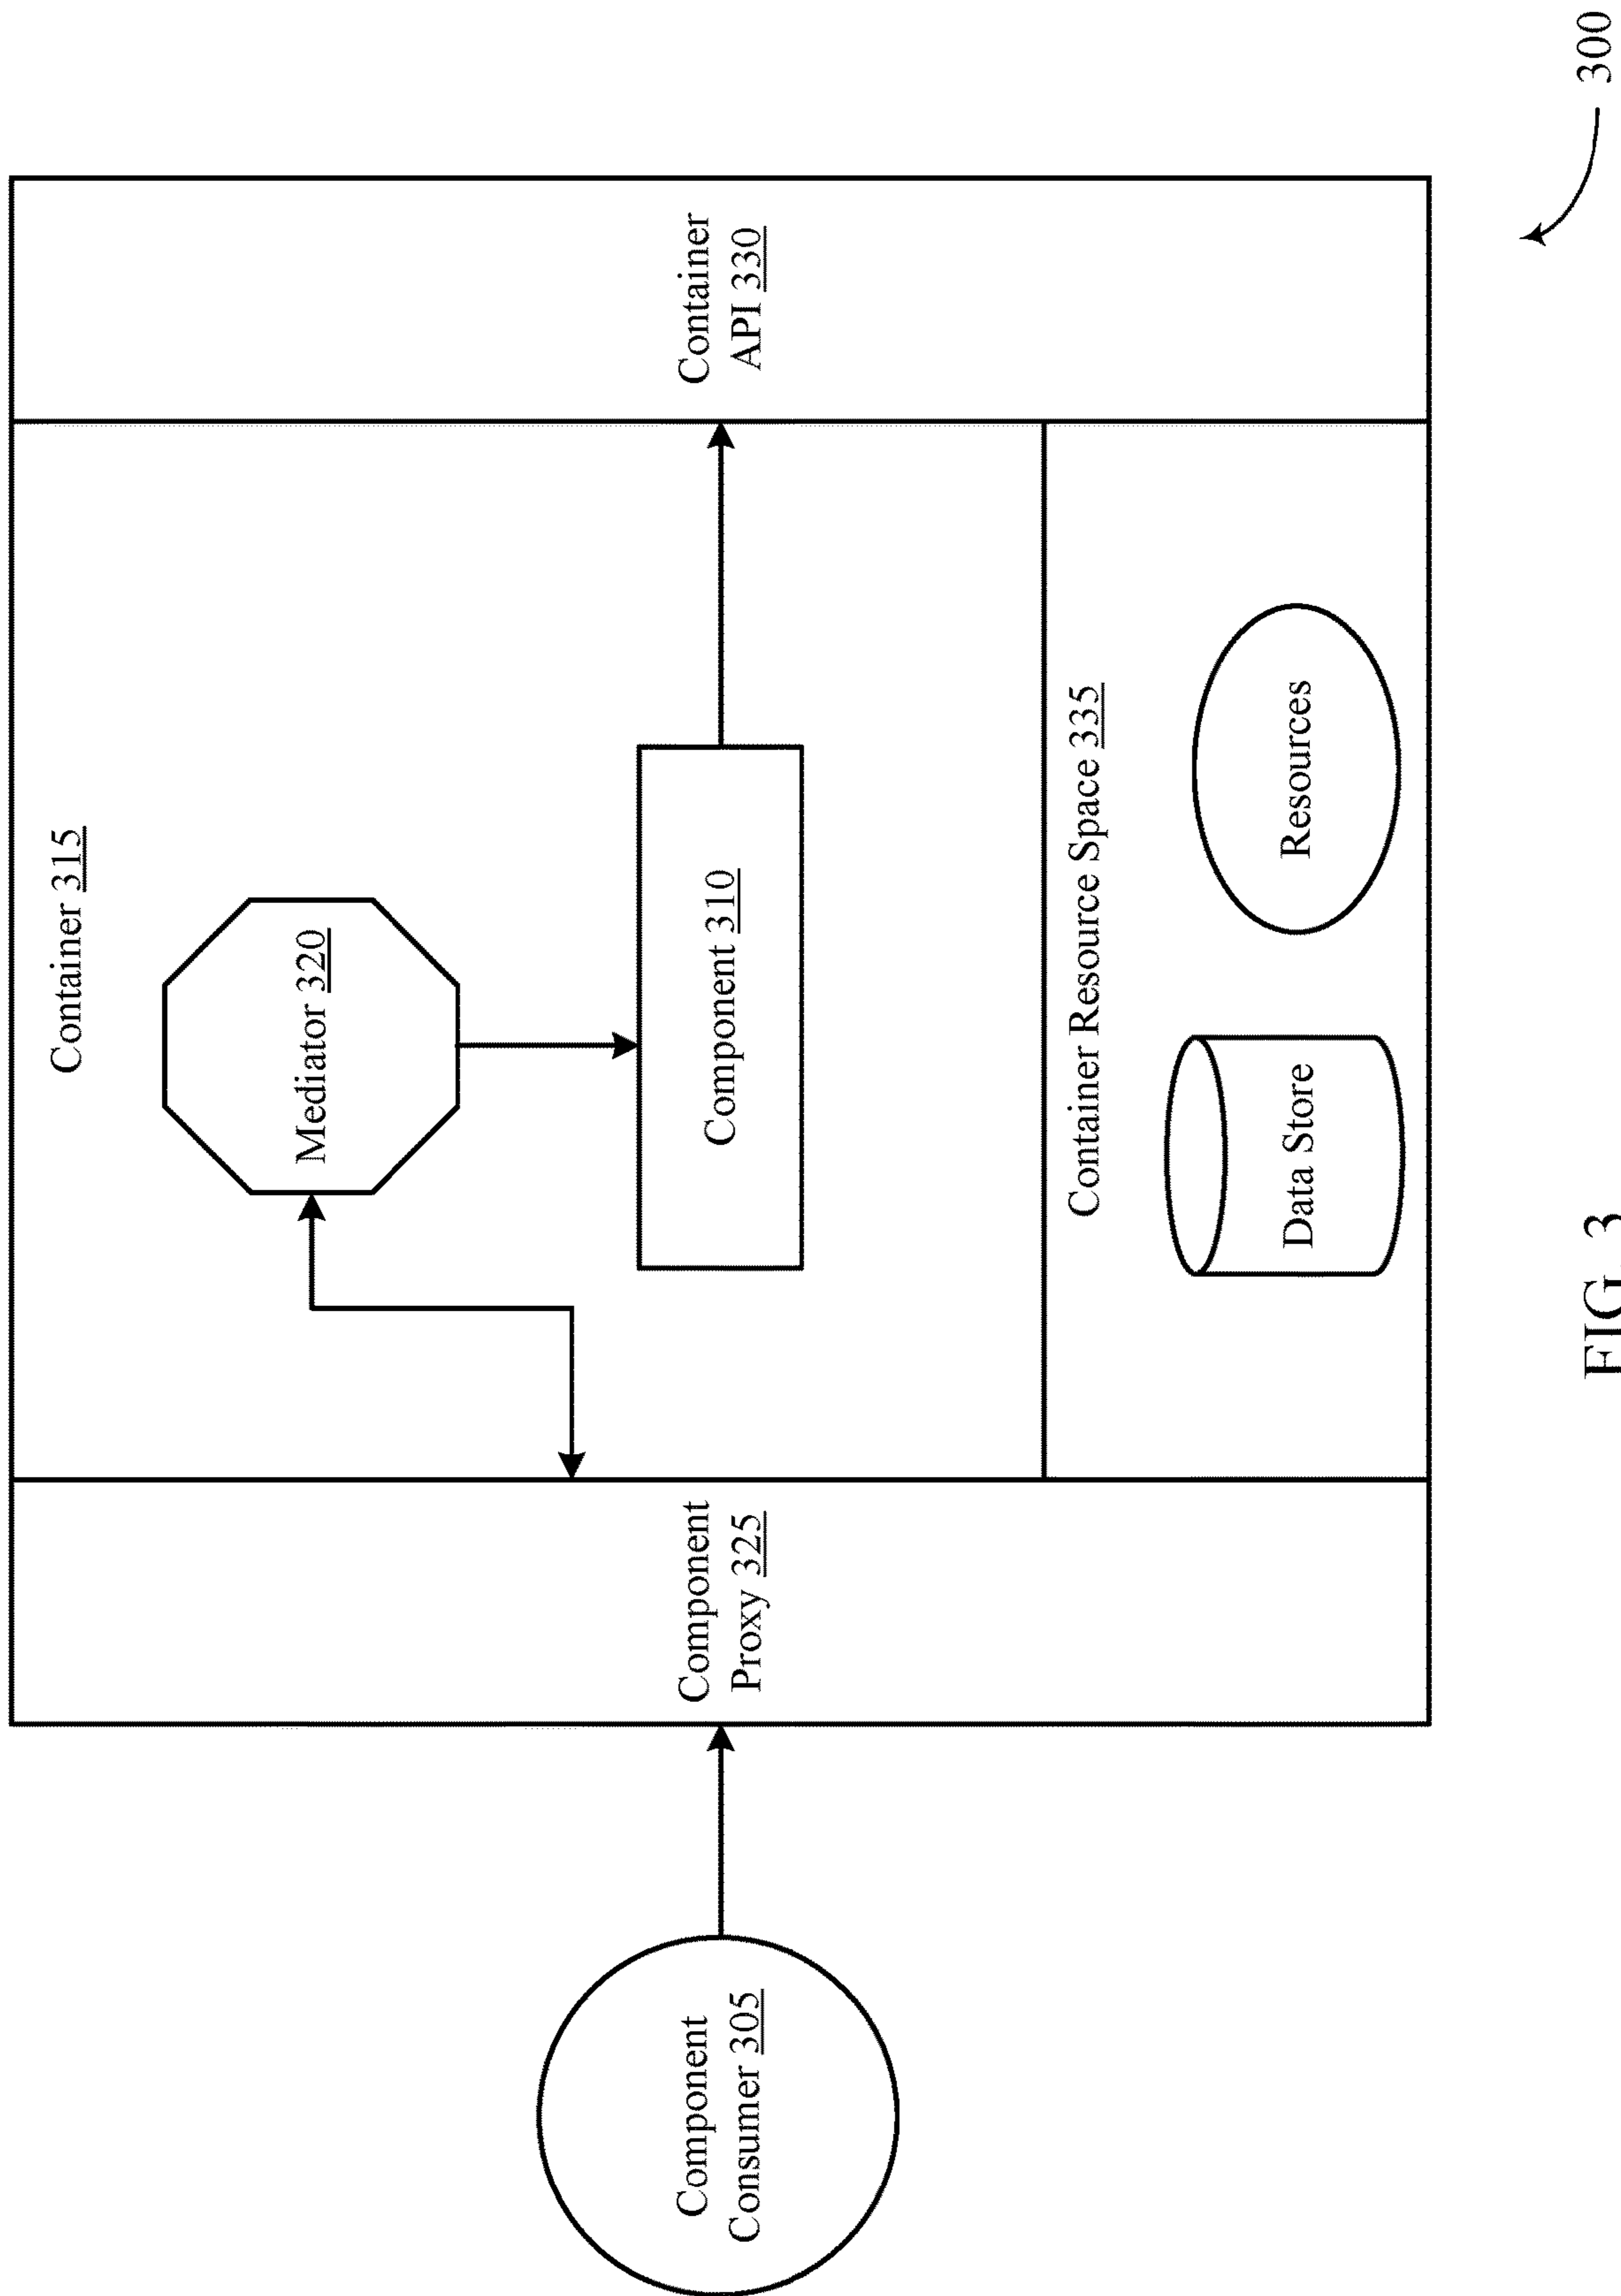 Container 315
Mediator 320
Component 310
Container
API 330
Component
Proxy 325
Component
Consumer 305
Container Resource Space 335
Data Store
Resources
300
FIG. 3